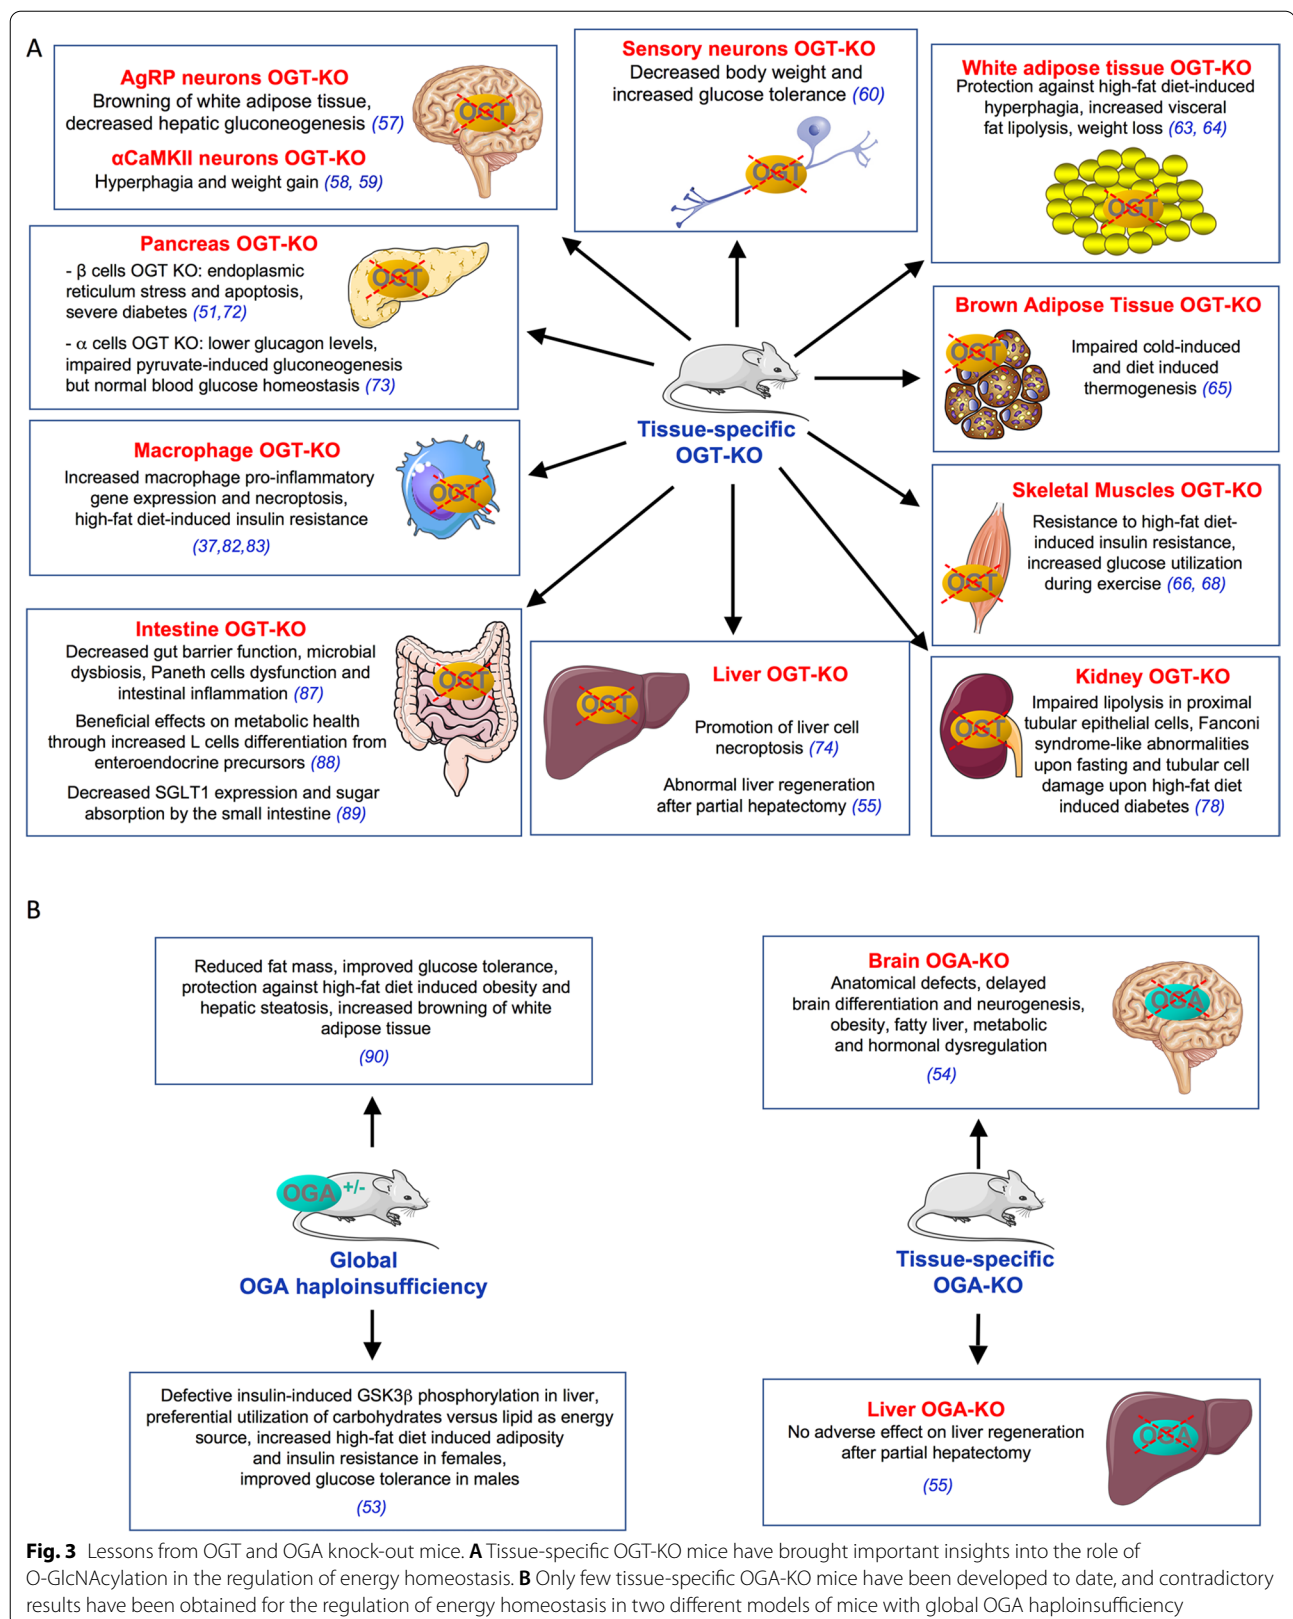 A
AgRP neurons OGT-KO
Browning of white adipose tissue,
decreased hepatic gluconeogenesis (57)
αCaMKII neurons OGT-KO
Hyperphagia and weight gain (58, 59)
OGT
Sensory neurons OGT-KO
Decreased body weight and
increased glucose tolerance (60)
OGT
White adipose tissue OGT-KO
Protection against high-fat diet-induced
hyperphagia, increased visceral
fat lipolysis, weight loss (63, 64)
OGT
Pancreas OGT-KO
- β cells OGT KO: endoplasmic
reticulum stress and apoptosis,
severe diabetes (51,72)
- α cells OGT KO: lower glucagon levels,
impaired pyruvate-induced gluconeogenesis
but normal blood glucose homeostasis (73)
OGT
Brown Adipose Tissue OGT-KO
Impaired cold-induced
and diet induced
thermogenesis (65)
OGT
Tissue-specific
OGT-KO
Macrophage OGT-KO
Increased macrophage pro-inflammatory
gene expression and necroptosis,
high-fat diet-induced insulin resistance
(37,82,83)
OGT
Skeletal Muscles OGT-KO
Resistance to high-fat diet-
induced insulin resistance,
increased glucose utilization
during exercise (66, 68)
OGT
Intestine OGT-KO
Decreased gut barrier function, microbial
dysbiosis, Paneth cells dysfunction and
intestinal inflammation (87)
Beneficial effects on metabolic health
through increased L cells differentiation from
enteroendocrine precursors (88)
Decreased SGLT1 expression and sugar
absorption by the small intestine (89)
OGT
Liver OGT-KO
Promotion of liver cell
necroptosis (74)
Abnormal liver regeneration
after partial hepatectomy (55)
OGT
Kidney OGT-KO
Impaired lipolysis in proximal
tubular epithelial cells, Fanconi
syndrome-like abnormalities
upon fasting and tubular cell
damage upon high-fat diet
induced diabetes (78)
OGT
B
Reduced fat mass, improved glucose tolerance,
protection against high-fat diet induced obesity and
hepatic steatosis, increased browning of white
adipose tissue
(90)
OGA +/-
Global
OGA haploinsufficiency
Defective insulin-induced GSK3β phosphorylation in liver,
preferential utilization of carbohydrates versus lipid as energy
source, increased high-fat diet induced adiposity
and insulin resistance in females,
improved glucose tolerance in males
(53)
Brain OGA-KO
Anatomical defects, delayed
brain differentiation and neurogenesis,
obesity, fatty liver, metabolic
and hormonal dysregulation
(54)
OGA
Tissue-specific
OGA-KO
Liver OGA-KO
No adverse effect on liver regeneration
after partial hepatectomy
(55)
OGA
Fig. 3 Lessons from OGT and OGA knock-out mice. A Tissue-specific OGT-KO mice have brought important insights into the role of
O-GlcNAcylation in the regulation of energy homeostasis. B Only few tissue-specific OGA-KO mice have been developed to date, and contradictory
results have been obtained for the regulation of energy homeostasis in two different models of mice with global OGA haploinsufficiency